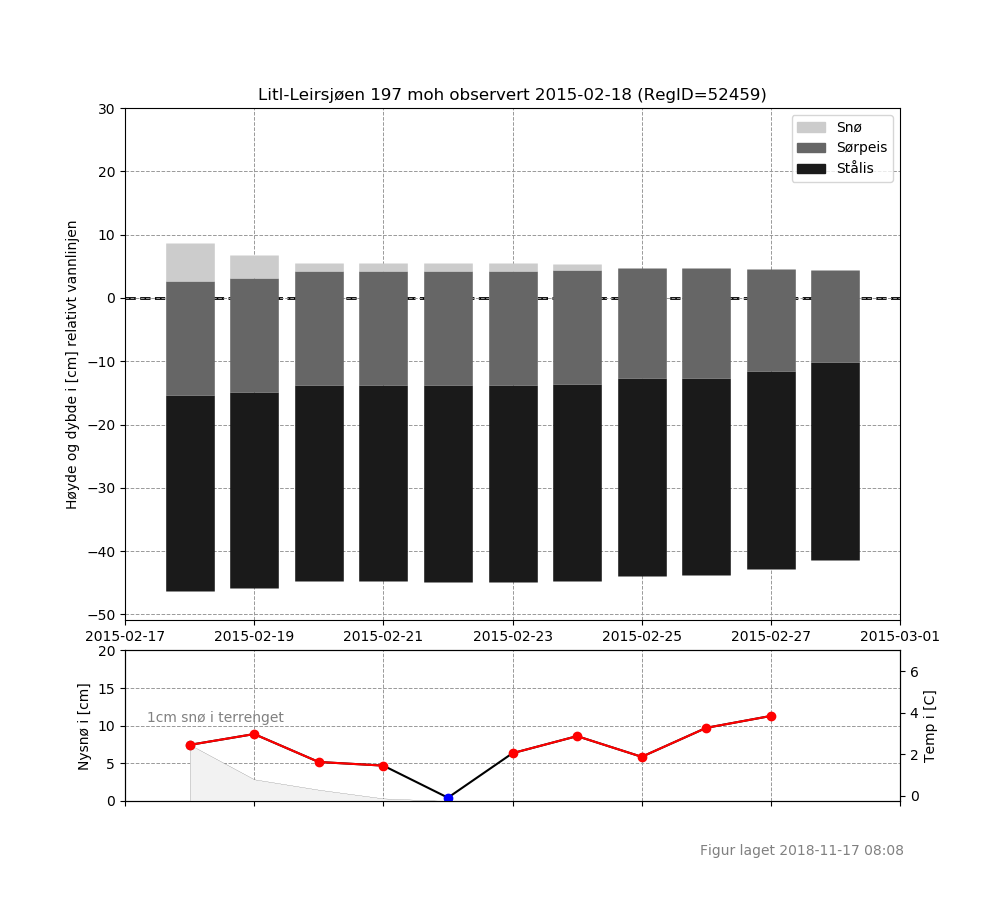 Litl-Leirsjøen 197 moh observert 2015-02-18 (RegID=52459)
Høyde og dybde i [cm] relativt vannlinjen
30
20
10
0
−10
−20
−30
−40
−50
Snø
Sørpeis
Stålis
2015-02-17 2015-02-19 2015-02-21 2015-02-23 2015-02-25 2015-02-27 2015-03-01
Nysnø i [cm]
20
15
10
5
0
1cm snø i terrenget
6
4
2
0
Temp i [C]
Figur laget 2018-11-17 08:08